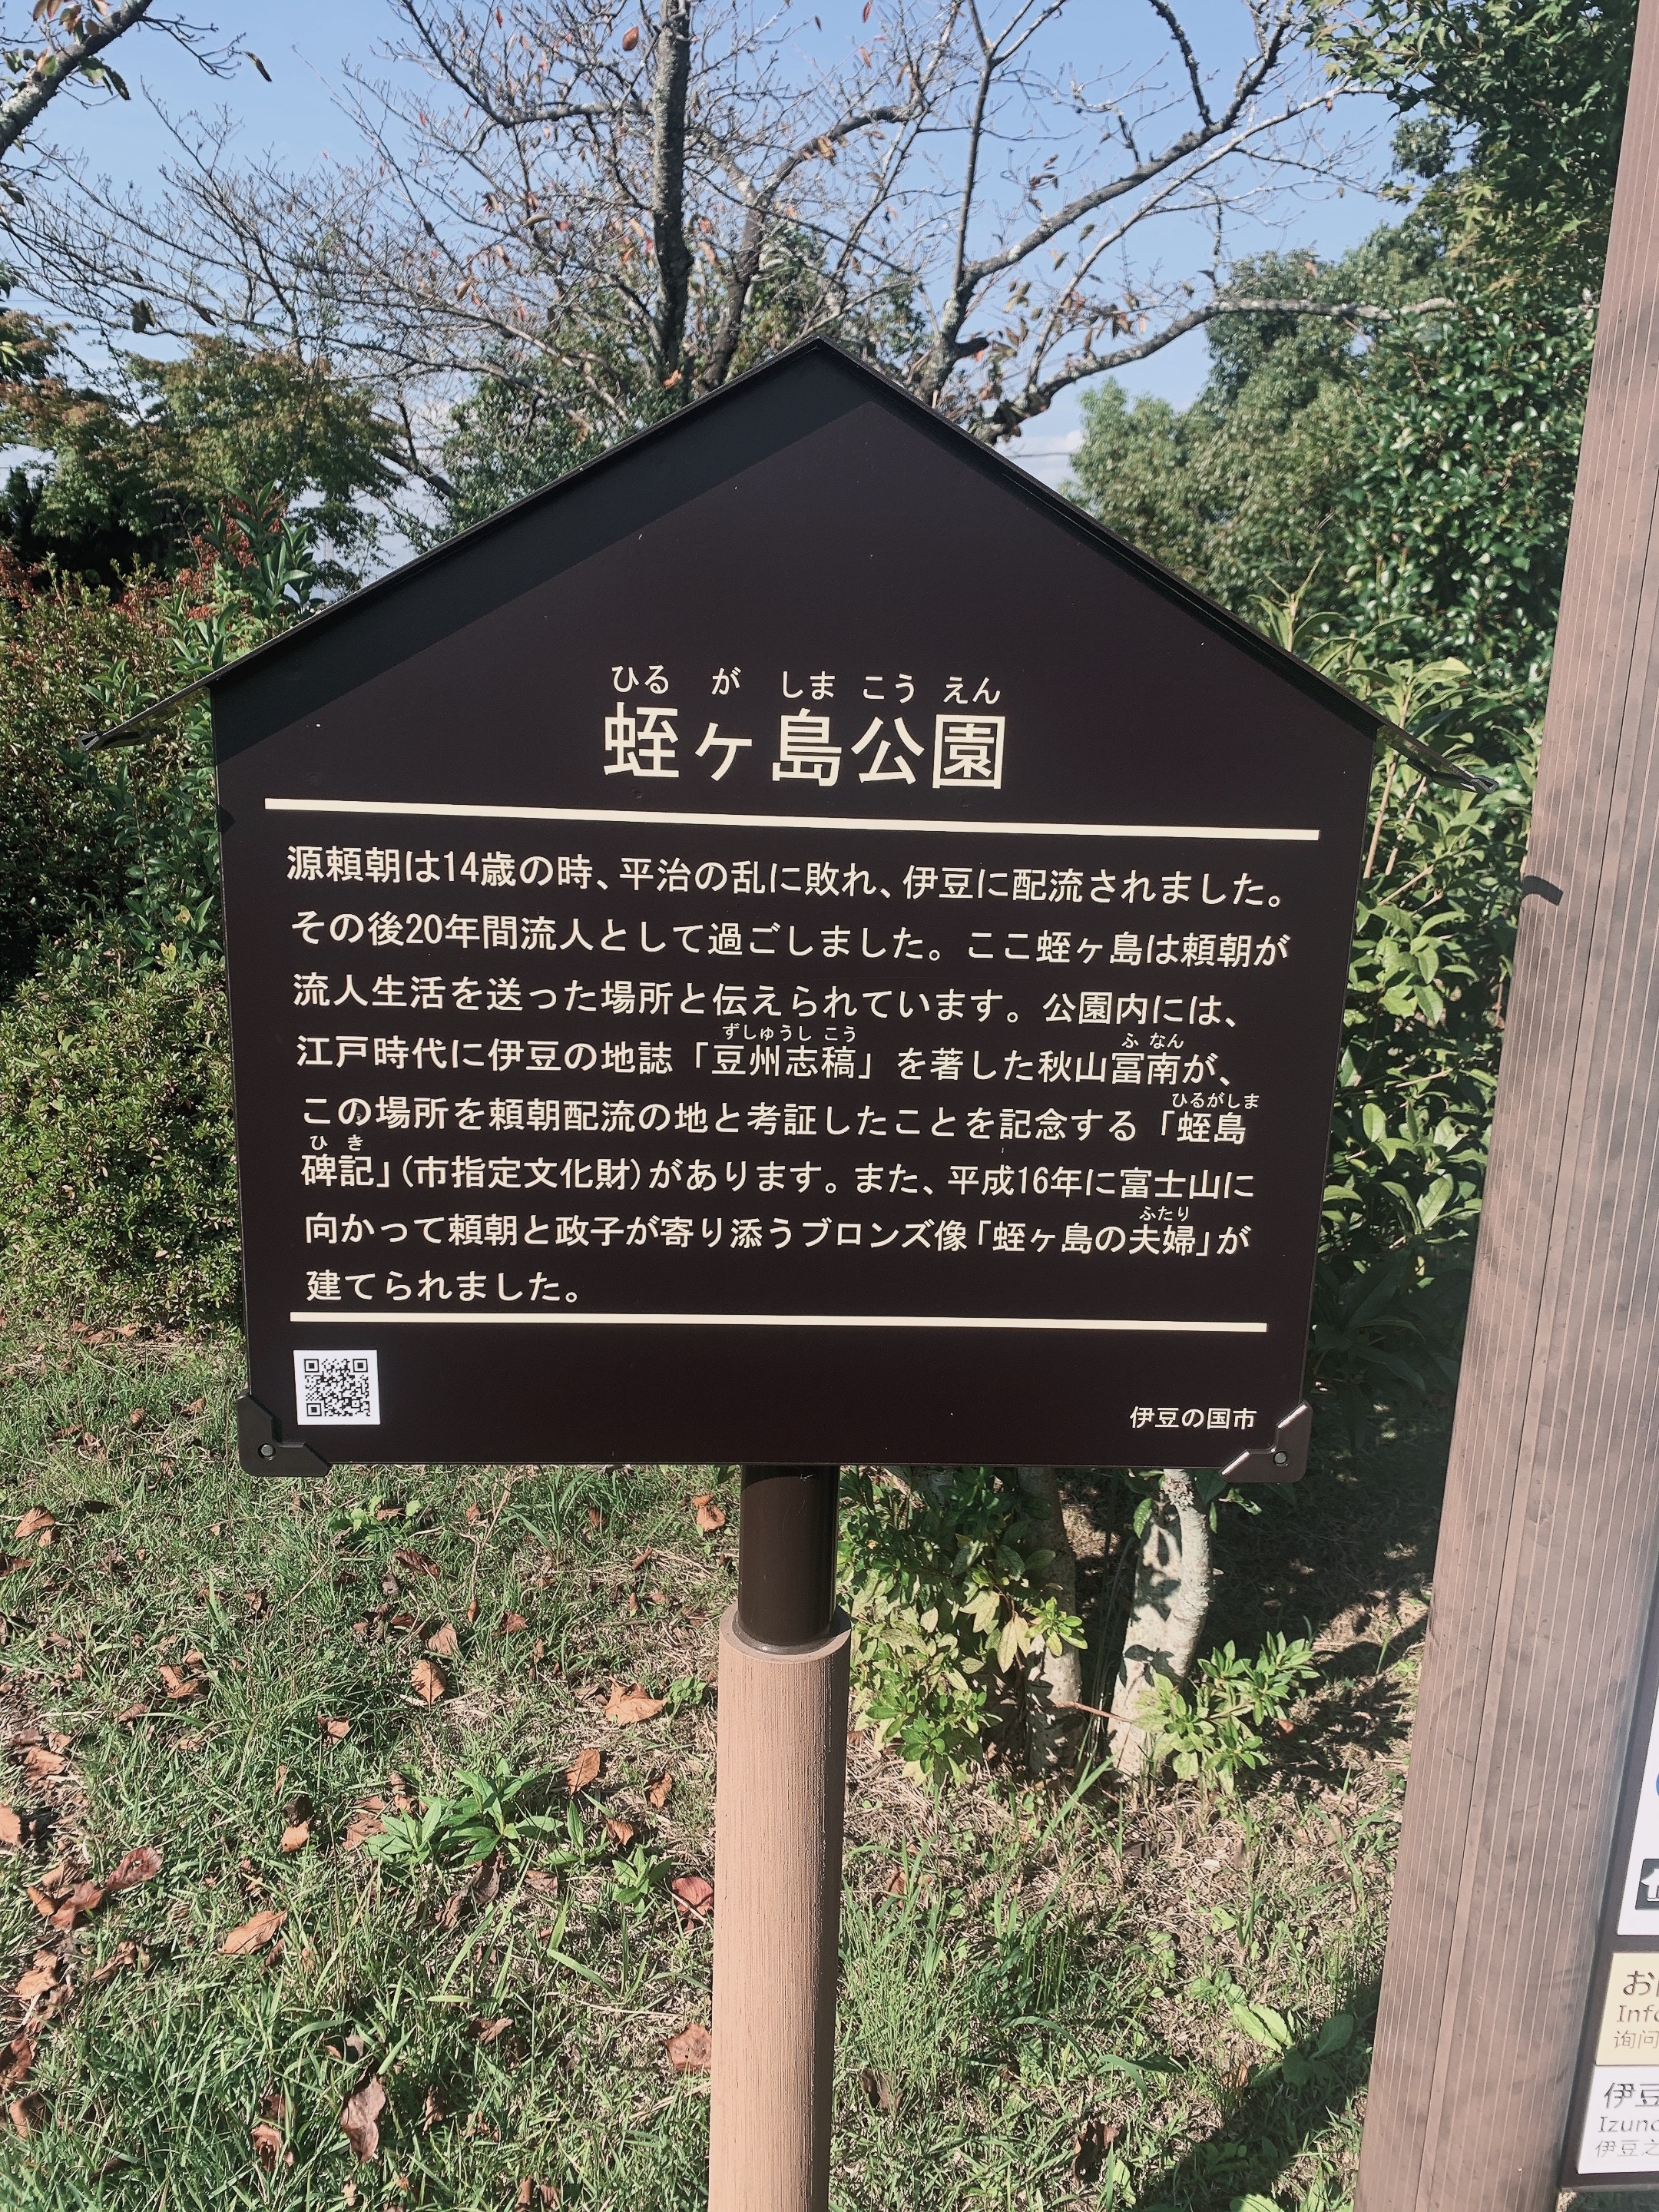 ひるがしまこうえん
蛭ヶ島公園
源頼朝は14歳の時、平治の乱に敗れ、伊豆に配流されました。
その後20年間流人として過ごしました。ここ蛭ヶ島は頼朝が
流人生活を送った場所と伝えられています。公園内には、
ずしゅうし こう
ふ なん
江戸時代に伊豆の地誌「豆州志稿」を著した秋山冨南が、
ひるがしま
この場所を頼朝配流の地と考証したことを記念する「蛭島
ひ き
碑記」(市指定文化財)があります。また、平成16年に富士山に
ふたり
向かって頼朝と政子が寄り添うブロンズ像「蛭ヶ島の夫婦」が
建てられました。
伊豆の国市
お
Info
询问
伊豆
Izuno
伊豆之